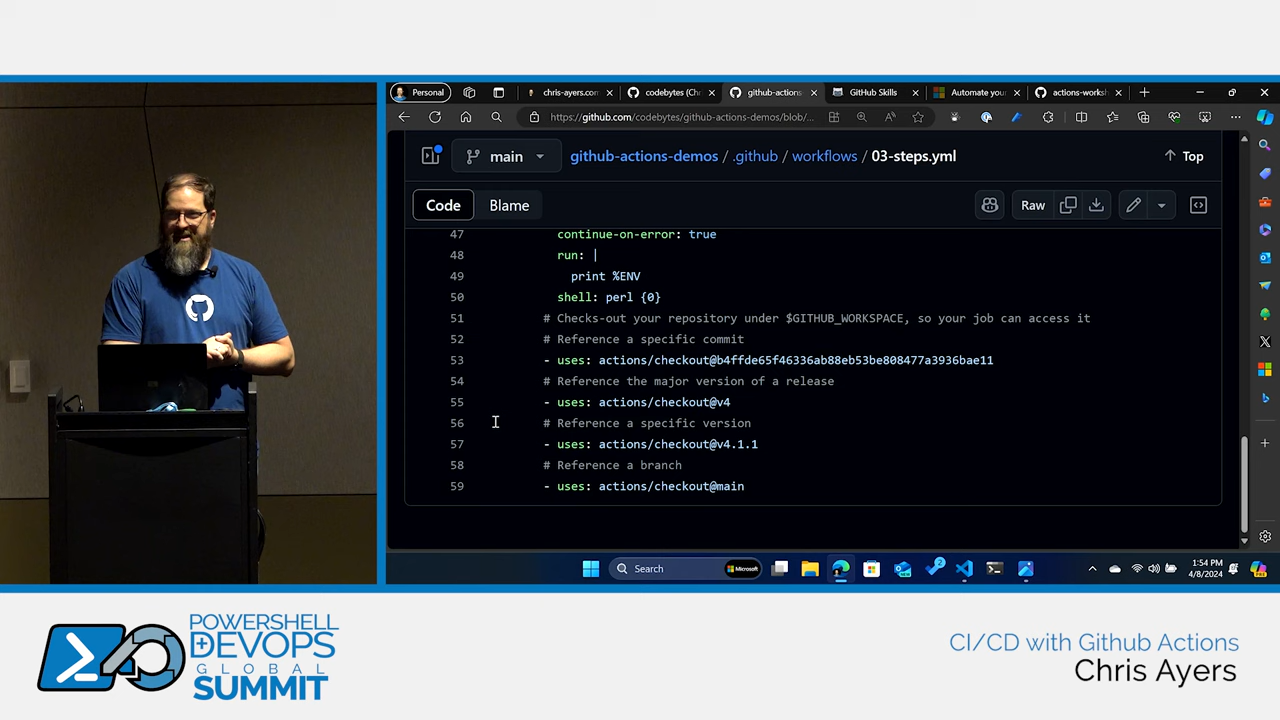 Personal
chris-ayers.com
codebytes (Chr
github-actions
GitHub Skills
Automate your
actions-worksh
https://github.com/codebytes/github-actions-demos/blob/...
main
github-actions-demos / .github / workflows / 03-steps.yml
Top
Code
Blame
Raw
47 continue-on-error: true
48 run: |
49 print %ENV
50 shell: perl {0}
51 # Checks-out your repository under $GITHUB_WORKSPACE, so your job can access it
52 # Reference a specific commit
53 - uses: actions/checkout@b4ffde65f46336ab88eb53be808477a3936bae11
54 # Reference the major version of a release
55 - uses: actions/checkout@v4
56 # Reference a specific version
57 - uses: actions/checkout@v4.1.1
58 # Reference a branch
59 - uses: actions/checkout@main
Search
Microsoft
1:54 PM
4/8/2024
POWERSHELL
DEVOPS
GLOBAL
SUMMIT
CI/CD with Github Actions
Chris Ayers